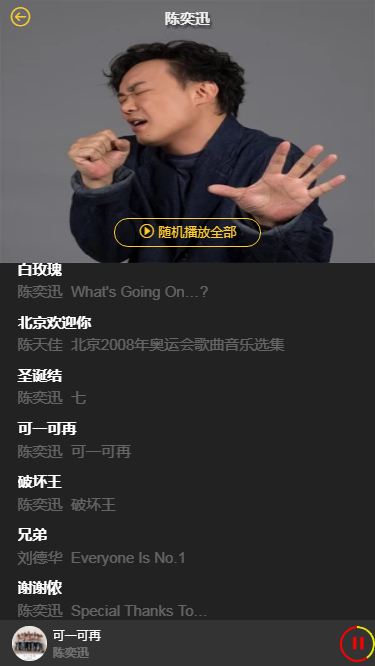 陈奕迅
随机播放全部
白玫瑰
陈奕迅 What's Going On…?
北京欢迎你
陈天佳 北京2008年奥运会歌曲音乐选集
圣诞结
陈奕迅 七
可一可再
陈奕迅 可一可再
破坏王
陈奕迅 破坏王
兄弟
刘德华 Everyone Is No.1
谢谢侬
陈奕迅 Special Thanks To...
可一可再
陈奕迅